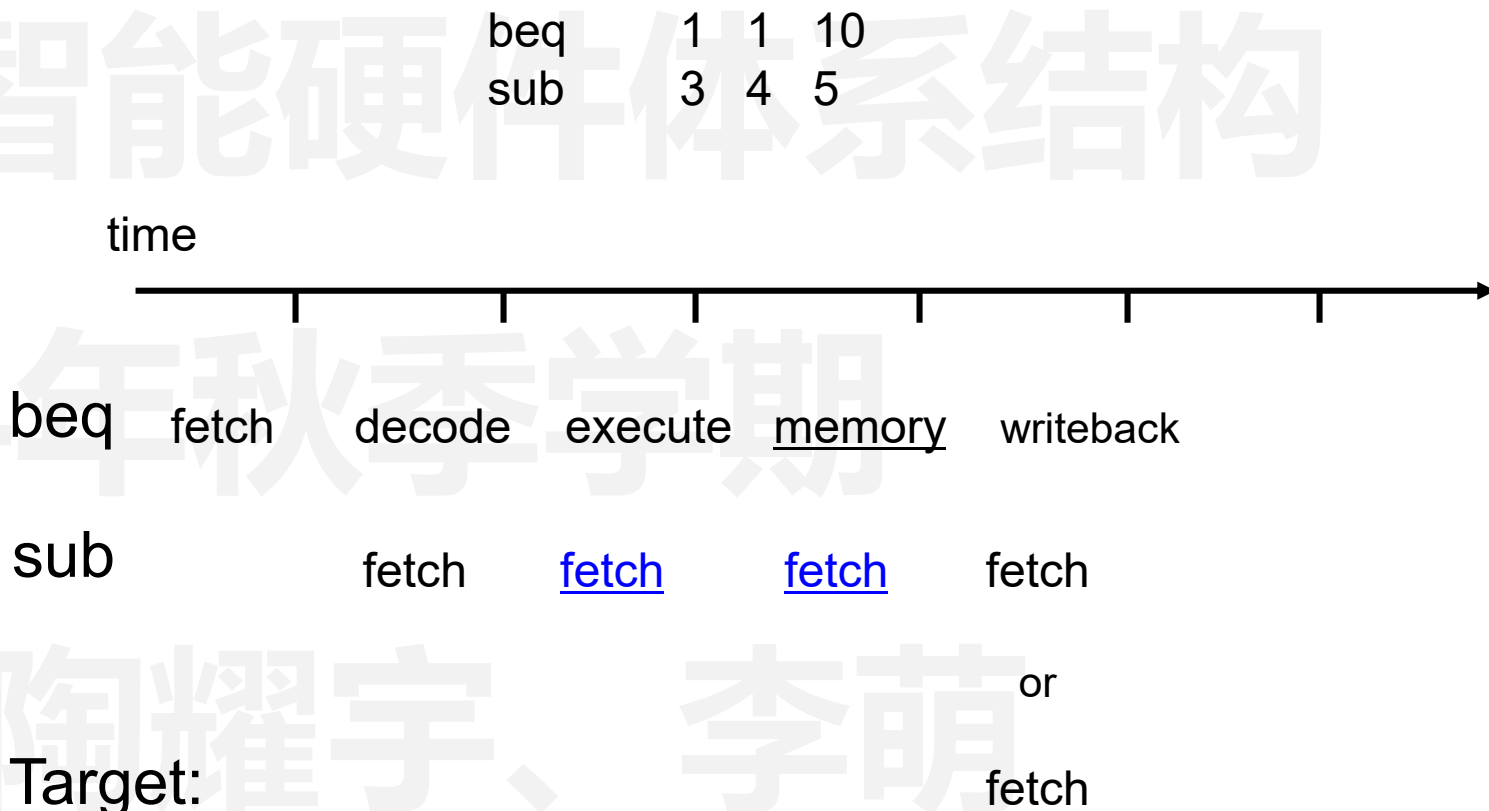 智能硬件体系结构
beq 1 1 10
sub 3 4 5
time
年秋季学期
beq fetch decode execute memory writeback
sub fetch fetch fetch fetch
or
陶耀宇、李萌
Target: fetch